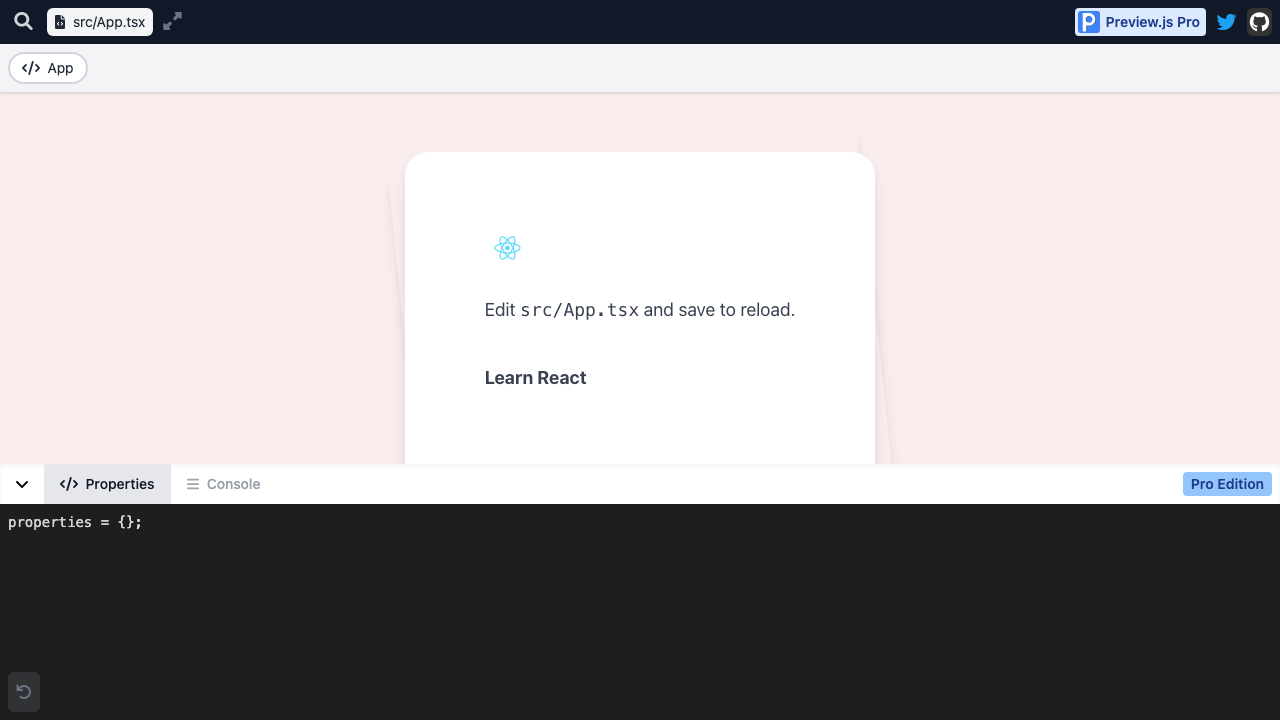 src/App.tsx
Preview.js Pro
App
Edit src/App.tsx and save to reload.
Learn React
Properties
Console
Pro Edition
properties = {};